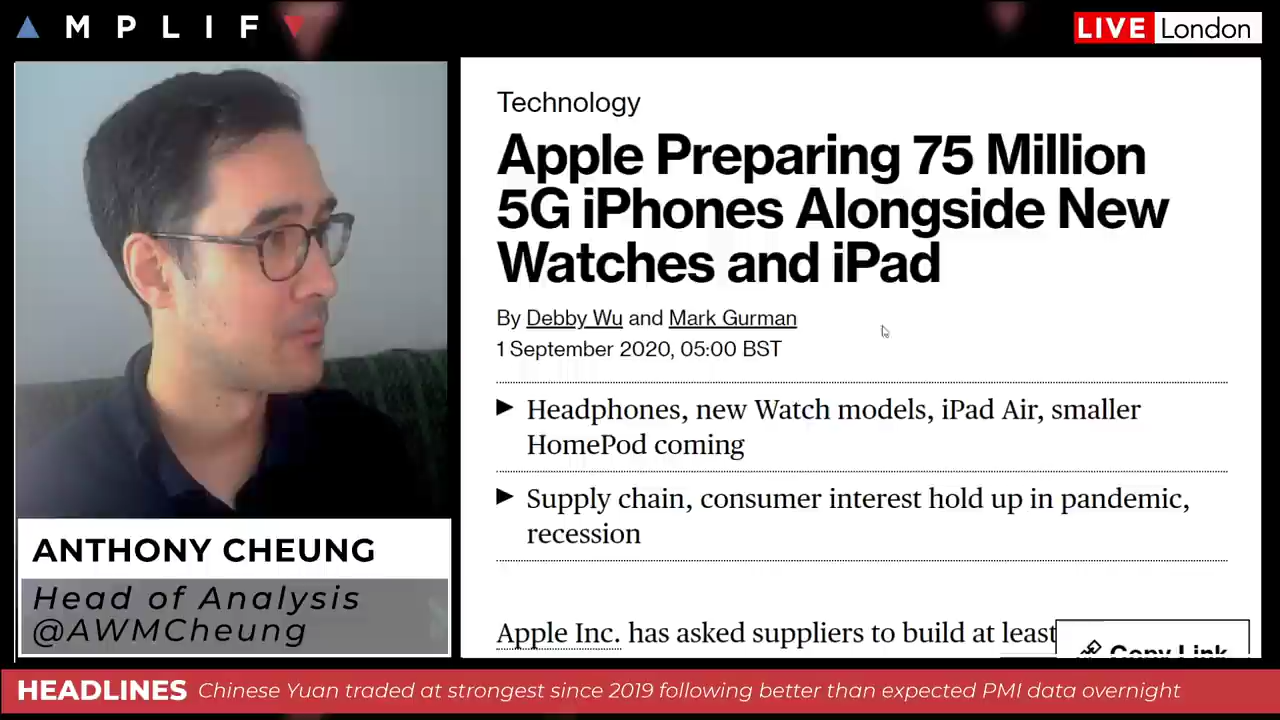 AMPLIFY
LIVE London
Technology
Apple Preparing 75 Million
5G iPhones Alongside New
Watches and iPad
By Debby Wu and Mark Gurman
1 September 2020, 05:00 BST
Headphones, new Watch models, iPad Air, smaller
HomePod coming
Supply chain, consumer interest hold up in pandemic,
recession
Apple Inc. has asked suppliers to build at least
Copy Link
ANTHONY CHEUNG
Head of Analysis
@AWMCheung
HEADLINES Chinese Yuan traded at strongest since 2019 following better than expected PMI data overnight